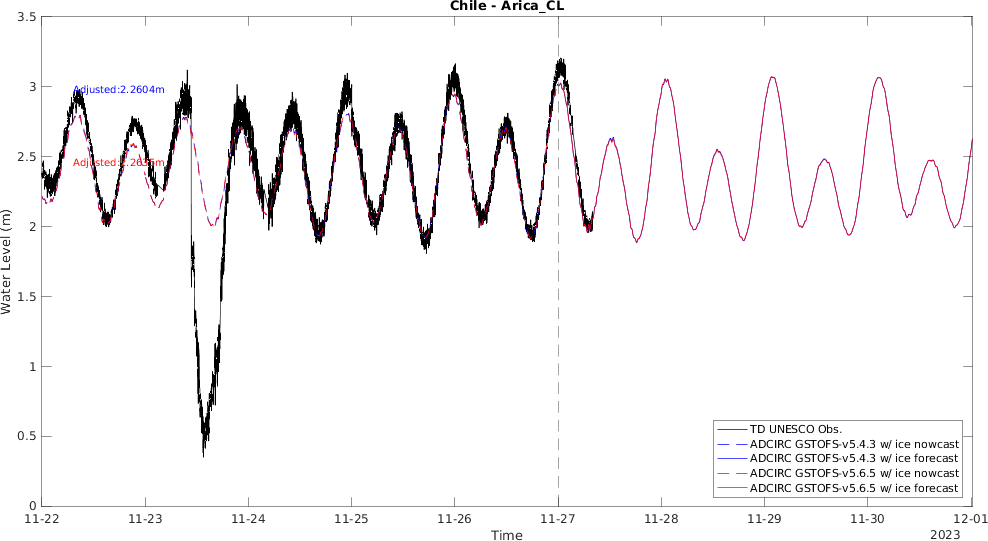 Chile - Arica_CL
3.5
3
2.5
2
1.5
1
0.5
0
Water Level (m)
Adjusted:2.2604m
TD UNESCO Obs.
ADCIRC GSTOFS-v5.4.3 w/ ice nowcast
ADCIRC GSTOFS-v5.4.3 w/ ice forecast
ADCIRC GSTOFS-v5.6.5 w/ ice nowcast
ADCIRC GSTOFS-v5.6.5 w/ ice forecast
11-22 11-23 11-24 11-25 11-26 11-27 11-28 11-29 11-30 12-01
Time
2023